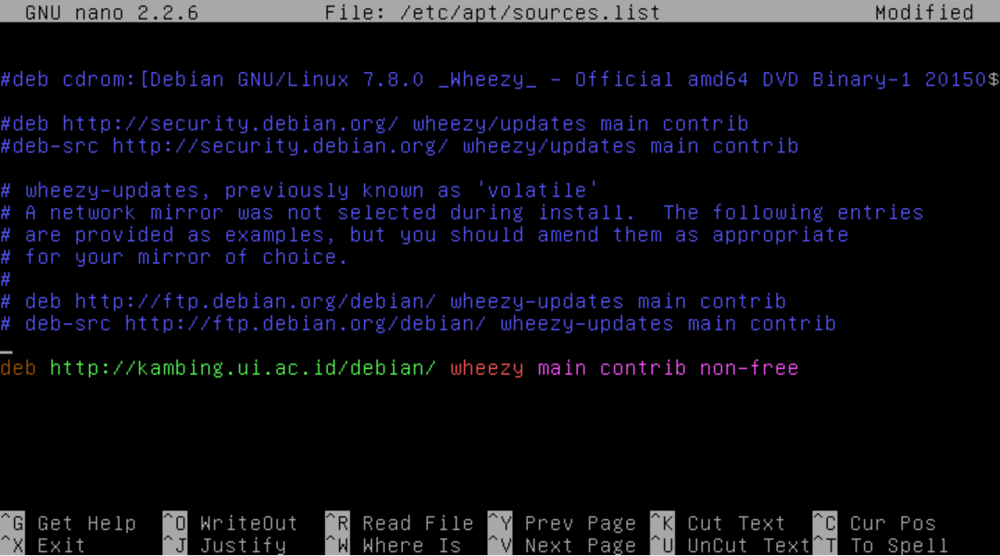 GNU nano 2.2.6 File: /etc/apt/sources.list Modified
#deb cdrom:[Debian GNU/Linux 7.8.0 _Wheezy_ - Official amd64 DVD Binary-1 20150$
#deb http://security.debian.org/ wheezy/updates main contrib
#deb-src http://security.debian.org/ wheezy/updates main contrib
# wheezy-updates, previously known as 'volatile'
# A network mirror was not selected during install.  The following entries
# are provided as examples, but you should amend them as appropriate
# for your mirror of choice.
#
# deb http://ftp.debian.org/debian/ wheezy-updates main contrib
# deb-src http://ftp.debian.org/debian/ wheezy-updates main contrib
deb http://kambing.ui.ac.id/debian/ wheezy main contrib non-free
^G Get Help ^O WriteOut ^R Read File ^Y Prev Page ^K Cut Text ^C Cur Pos
^X Exit ^J Justify ^W Where Is ^V Next Page ^U UnCut Text ^T To Spell